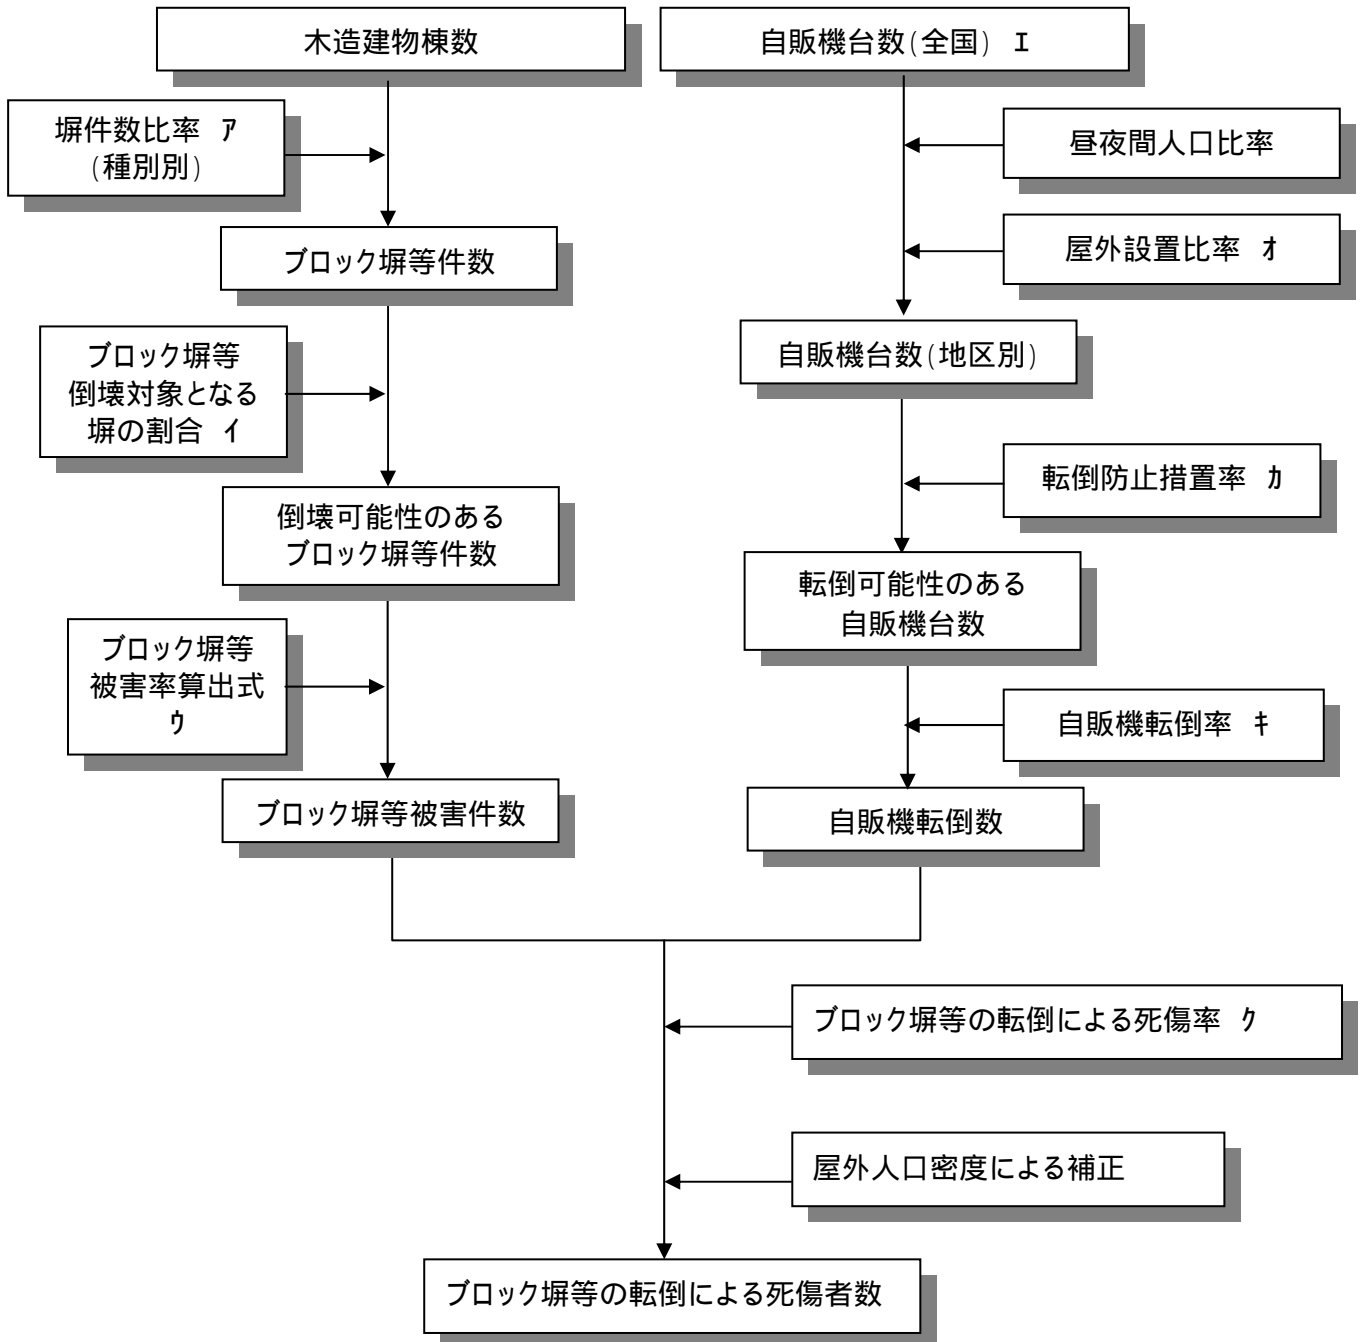 木造建物棟数
自販機台数(全国) エ
塀件数比率 ア
(種別別)
昼夜間人口比率
屋外設置比率 オ
ブロック塀等件数
自販機台数(地区別)
ブロック塀等
倒壊対象となる
塀の割合 イ
転倒防止措置率 カ
倒壊可能性のある
ブロック塀等件数
転倒可能性のある
自販機台数
ブロック塀等
被害率算出式
ウ
自販機転倒率 キ
ブロック塀等被害件数
自販機転倒数
ブロック塀等の転倒による死傷率 ク
屋外人口密度による補正
ブロック塀等の転倒による死傷者数